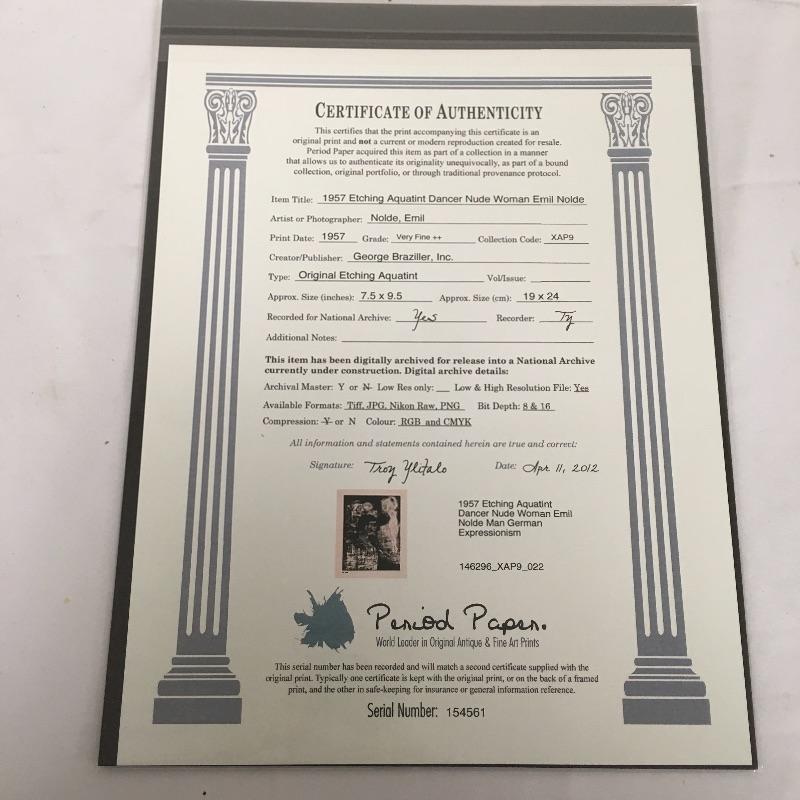 CERTIFICATE OF AUTHENTICITY
This certifies that the print accompanying this certificate is an
original print and not a current or modern reproduction created for resale.
Period Paper acquired this item as part of a collection in a manner
that allows us to authenticate its originality unequivocally, as part of a bound
collection, original portfolio, or through traditional provenance protocol.
Item Title: 1957 Etching Aquatint Dancer Nude Woman Emil Nolde
Artist or Photographer: Nolde, Emil
Print Date: 1957 Grade: Very Fine ++ Collection Code: XAP9
Creator/Publisher: George Braziller, Inc.
Type: Original Etching Aquatint Vol/Issue:
Approx. Size (inches): 7.5 x 9.5 Approx. Size (cm): 19 x 24
Recorded for National Archive: Yes Recorder: Ty
Additional Notes:
This item has been digitally archived for release into a National Archive
currently under construction. Digital archive details:
Archival Master: Y or N Low Res only: Low & High Resolution File: Yes
Available Formats: Tiff, JPG, Nikon Raw, PNG Bit Depth: 8 & 16
Compression: Y or N Colour: RGB and CMYK
All information and statements contained herein are true and correct:
Signature: Troy Ylitalo Date: Apr 11, 2012
1957 Etching Aquatint
Dancer Nude Woman Emil
Nolde Man German
Expressionism
146296_XAP9_022
Period Paper.
World Leader in Original Antique & Fine Art Prints
This serial number has been recorded and will match a second certificate supplied with the
original print. Typically one certificate is kept with the original print, or on the back of a framed
print, and the other in safe-keeping for insurance or general information reference.
Serial Number: 154561